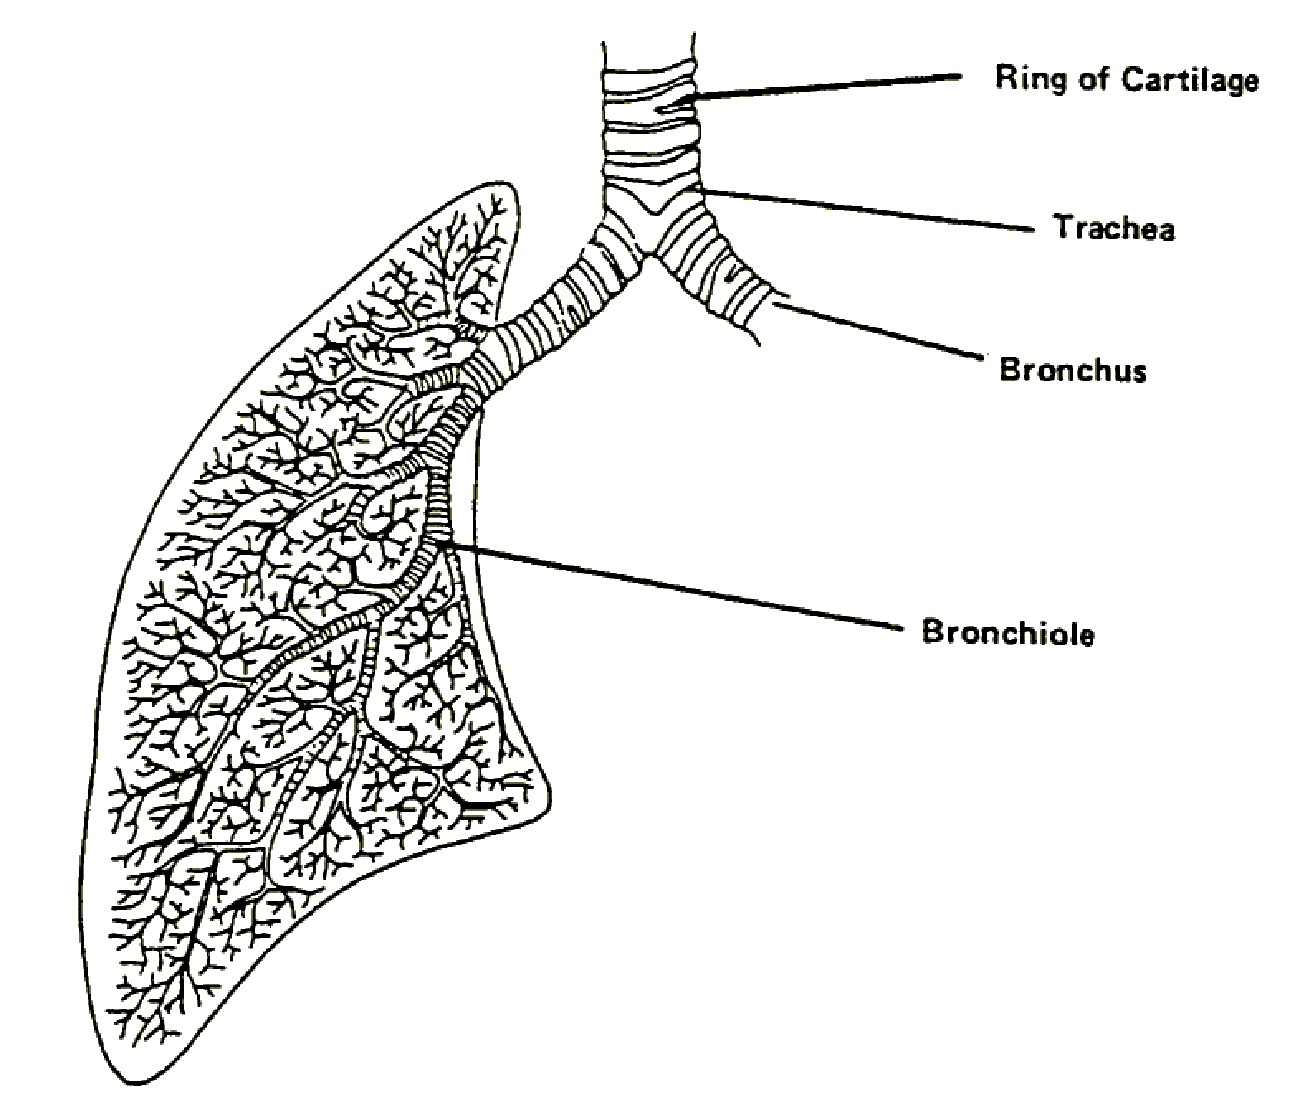 Ring of Cartilage
Trachea
Bronchus
Bronchiole